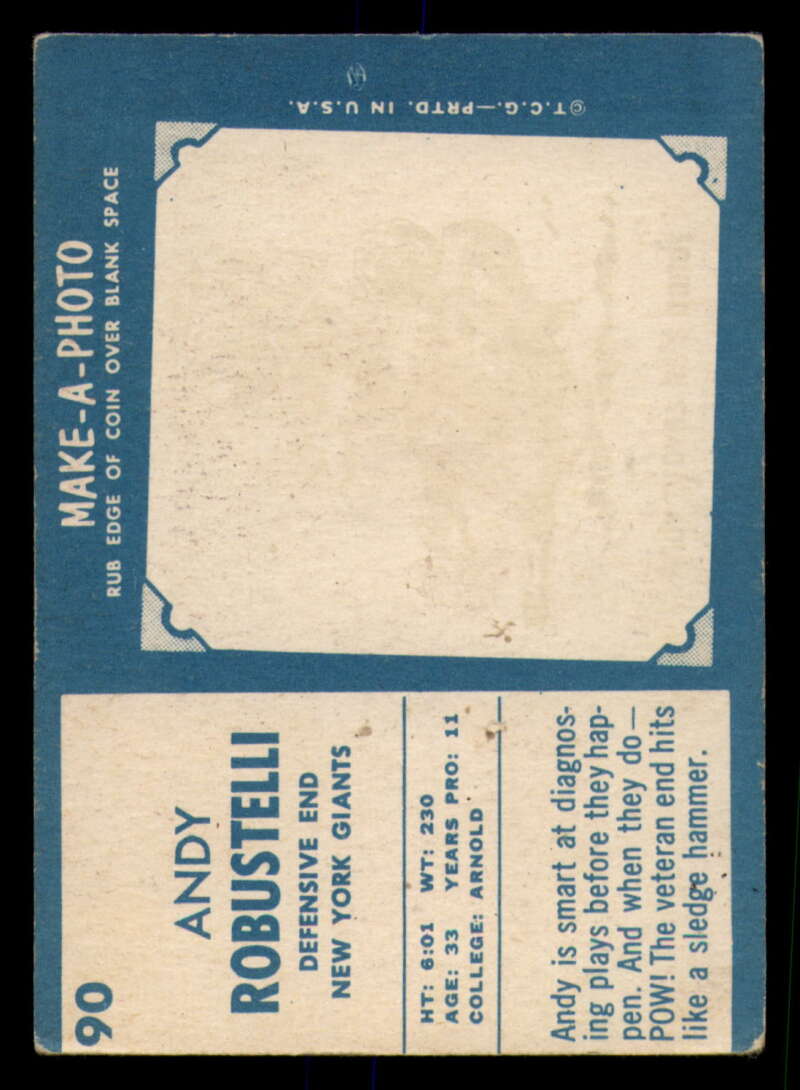 90
ANDY
ROBUSTELLI
DEFENSIVE END
NEW YORK GIANTS
HT: 6:01 WT: 230
AGE: 33 YEARS PRO: 11
COLLEGE: ARNOLD
Andy is smart at diagnos-
ing plays before they hap-
pen. And when they do—
POW! The veteran end hits
like a sledge hammer.
MAKE-A-PHOTO
RUB EDGE OF COIN OVER BLANK SPACE
© T.C.G.—PRTD. IN U.S.A.